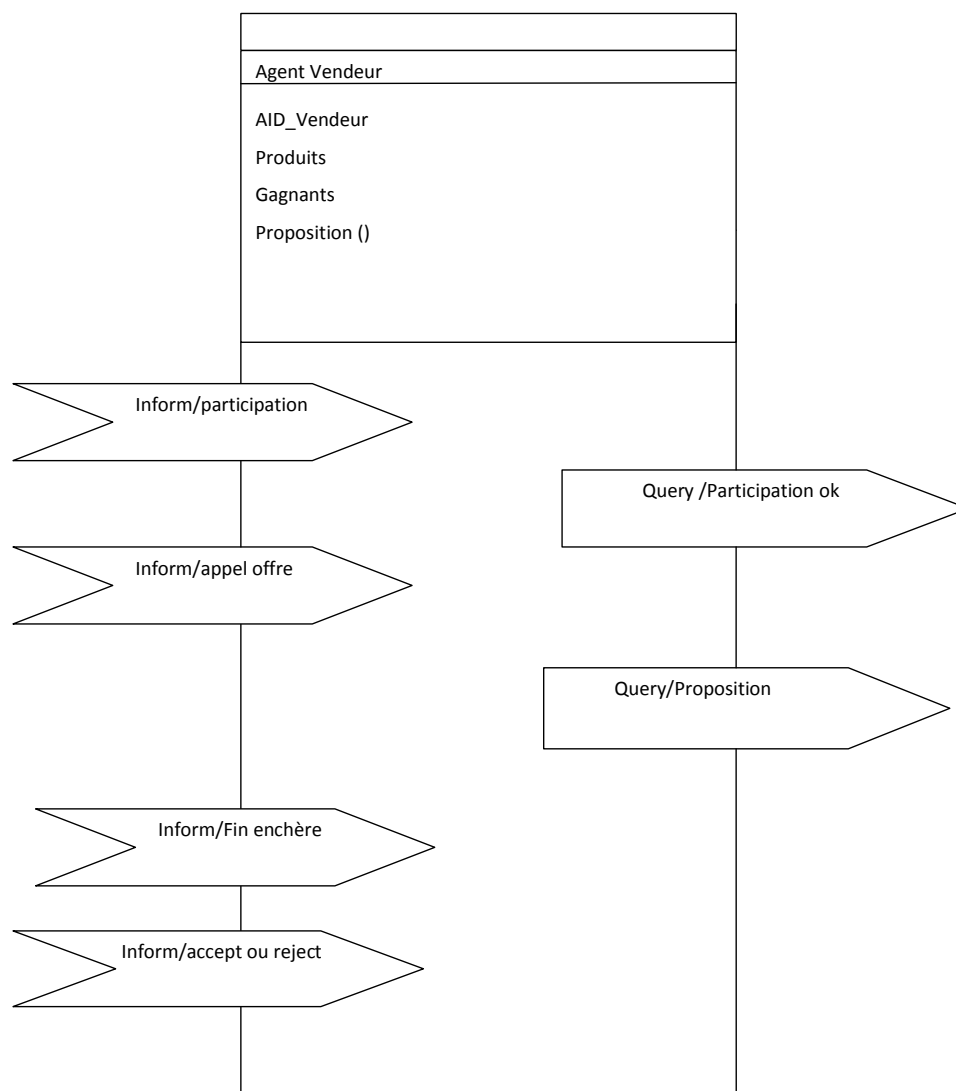 Agent Vendeur
AID_Vendeur
Produits
Gagnants
Proposition ()
Inform/participation
Query /Participation ok
Inform/appel offre
Query/Proposition
Inform/Fin enchère
Inform/accept ou reject